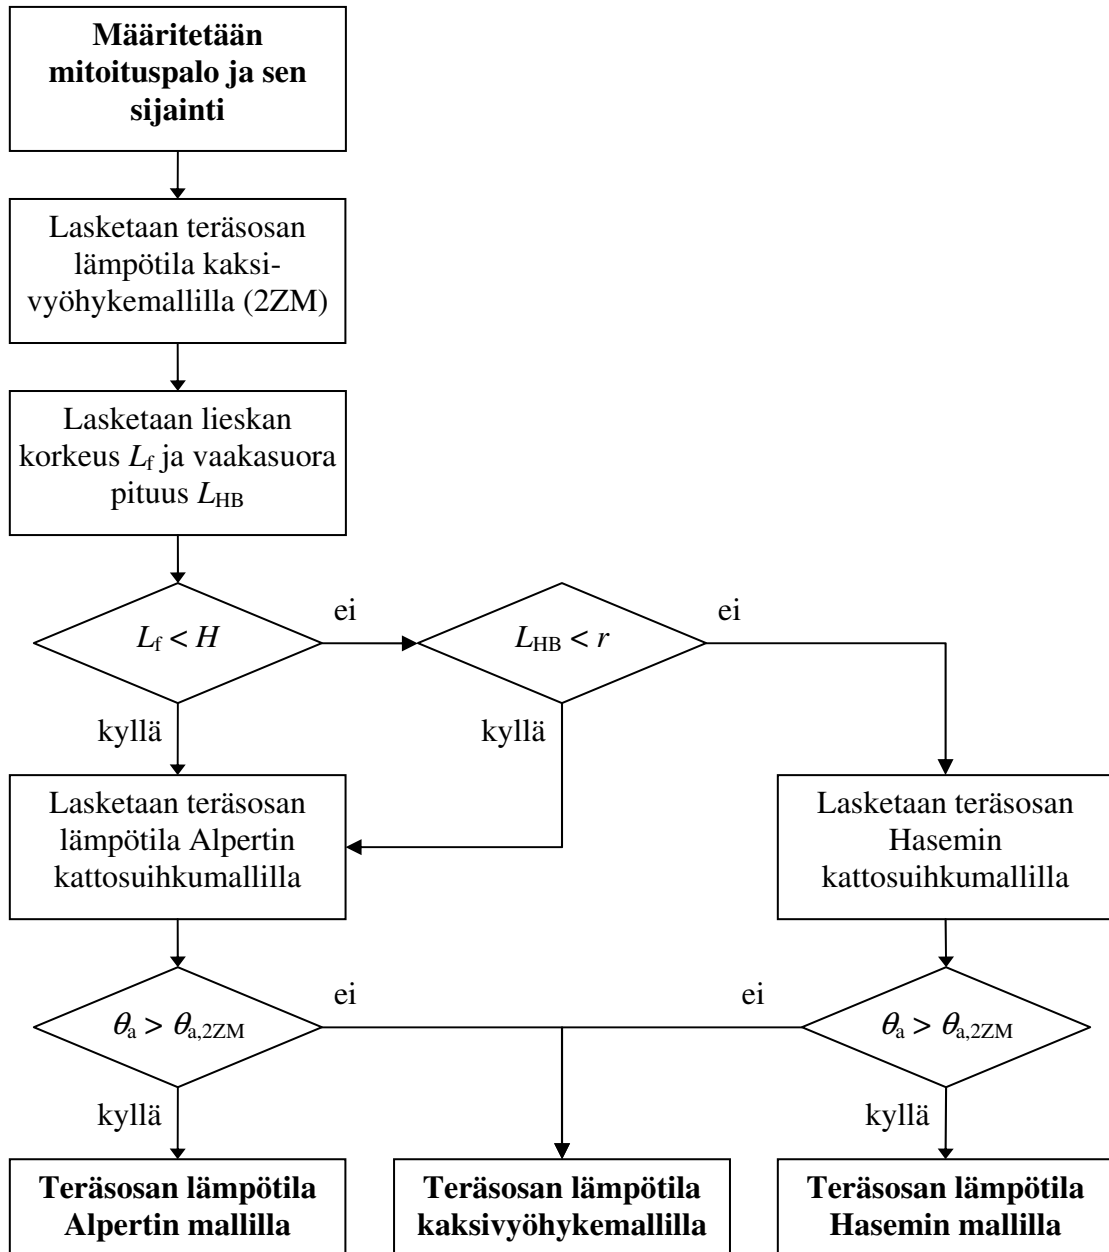 Määritetään
mitoituspalo ja sen
sijainti
Lasketaan teräsosan
lämpötila kaksi-
vyöhykemallilla (2ZM)
Lasketaan lieskan
korkeus Lf ja vaakasuora
pituus LHB
Lf < H
ei
LHB < r
ei
kyllä
kyllä
Lasketaan teräsosan
lämpötila Alpertin
kattosuihkumallilla
Lasketaan teräsosan
Hasemin
kattosuihkumallilla
θa > θa,2ZM
ei
ei
θa > θa,2ZM
kyllä
kyllä
Teräsosan lämpötila
Alpertin mallilla
Teräsosan lämpötila
kaksivyöhykemallilla
Teräsosan lämpötila
Hasemin mallilla